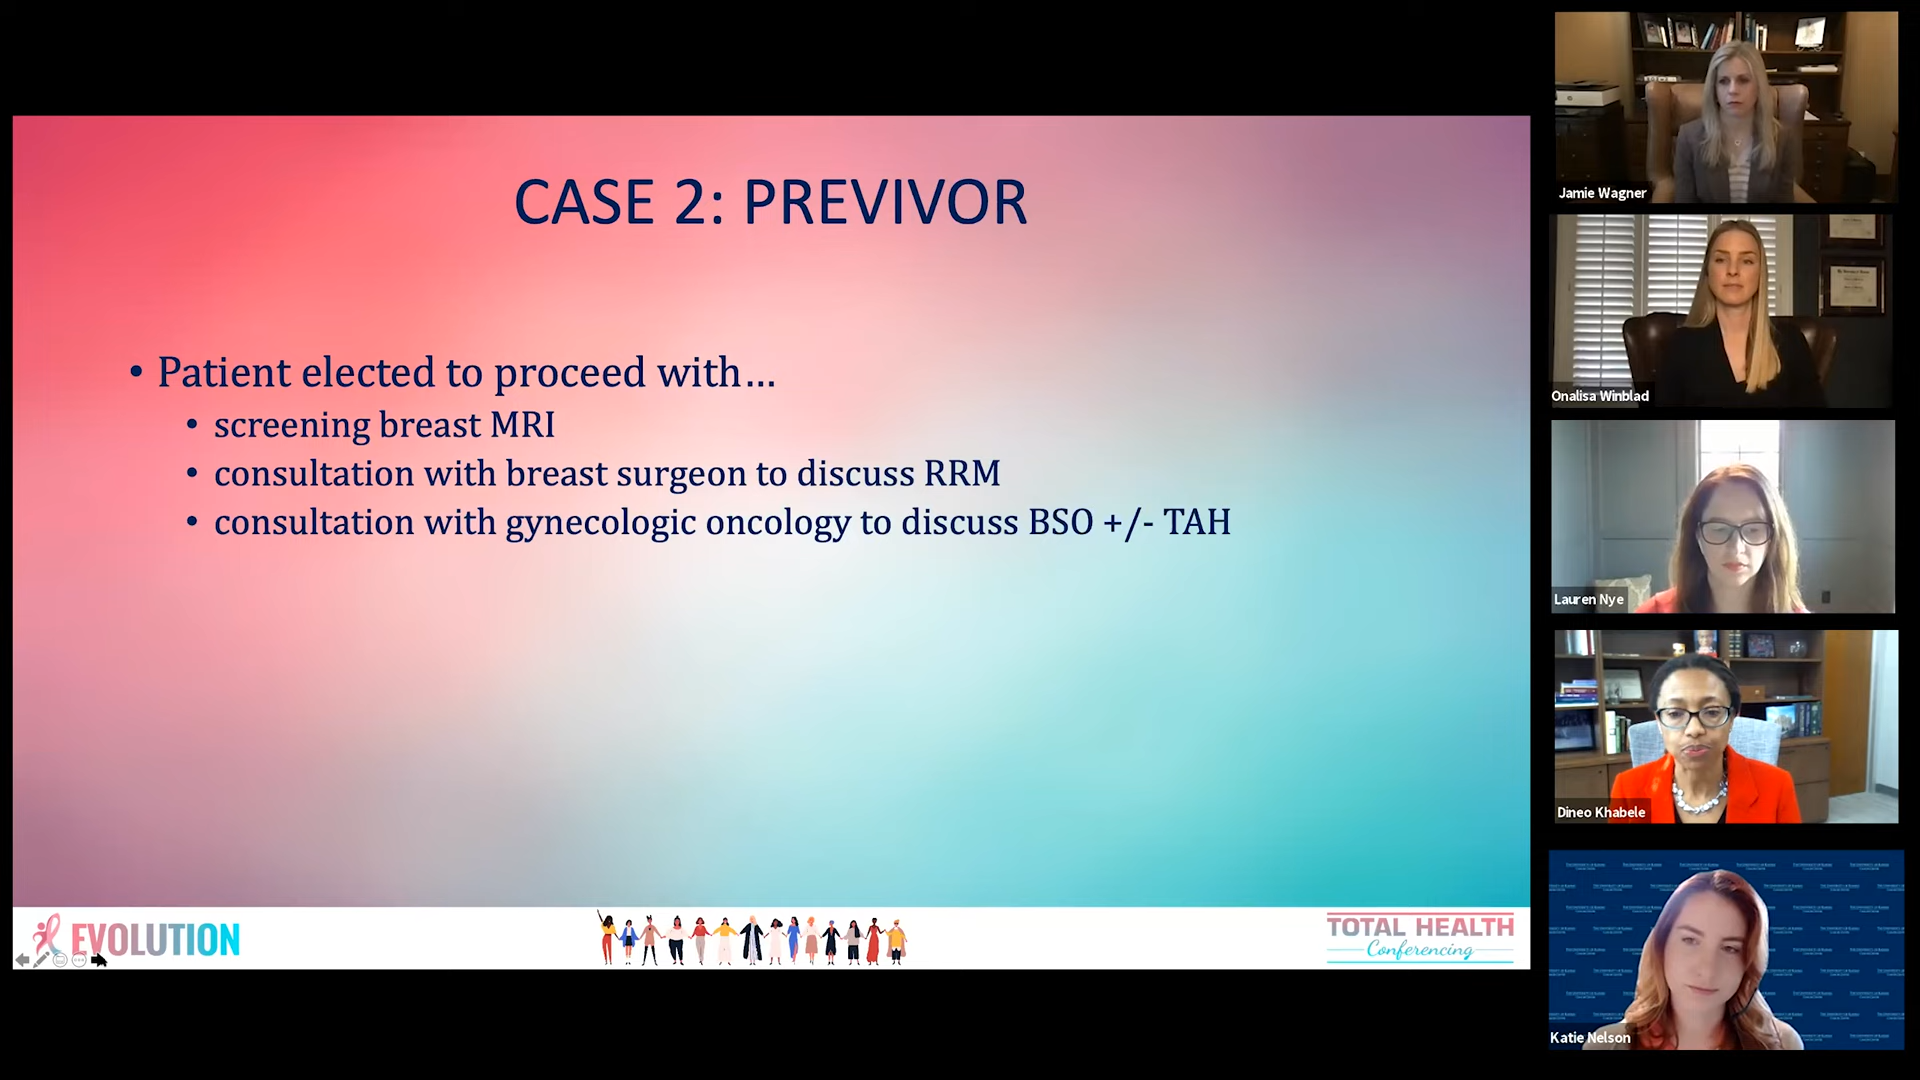 CASE 2: PREVIVOR
• Patient elected to proceed with...
• screening breast MRI
• consultation with breast surgeon to discuss RRM
• consultation with gynecologic oncology to discuss BSO +/- TAH
EVOLUTION
TOTAL HEALTH
Conferencing
Jamie Wagner
Onalisa Winblad
Lauren Nye
Dineo Khabele
Katie Nelson